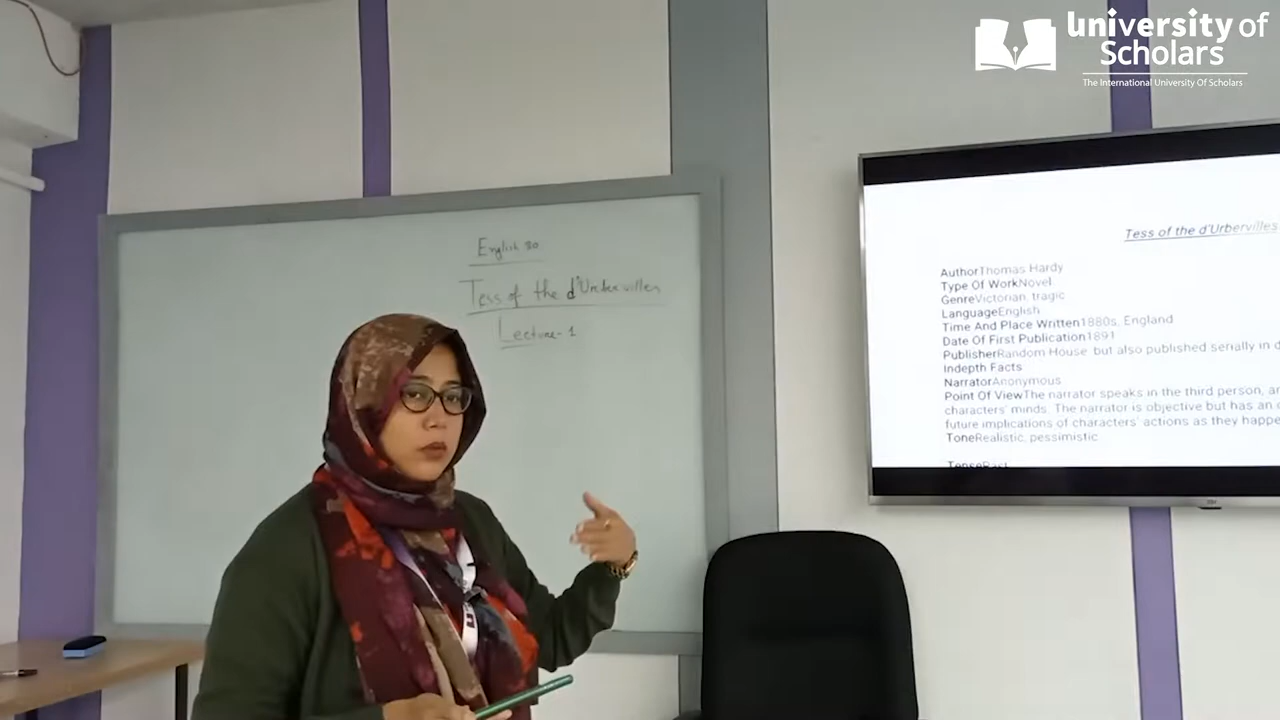 University of
Scholars
The International University Of Scholars
English 30
Tess of the d'Urbervilles
Lecture-1
Tess of the d'Urbervilles
AuthorThomas Hardy
Type Of WorkNovel
GenreVictorian, tragic
LanguageEnglish
Time And Place Written1880s, England
Date Of First Publication1891
PublisherRandom House, but also published serially in
Indepth Facts
NarratorAnonymous
Point Of ViewThe narrator speaks in the third person,
characters' minds. The narrator is objective but has an
future implications of characters' actions as they
ToneRealistic, pessimistic
TensePast